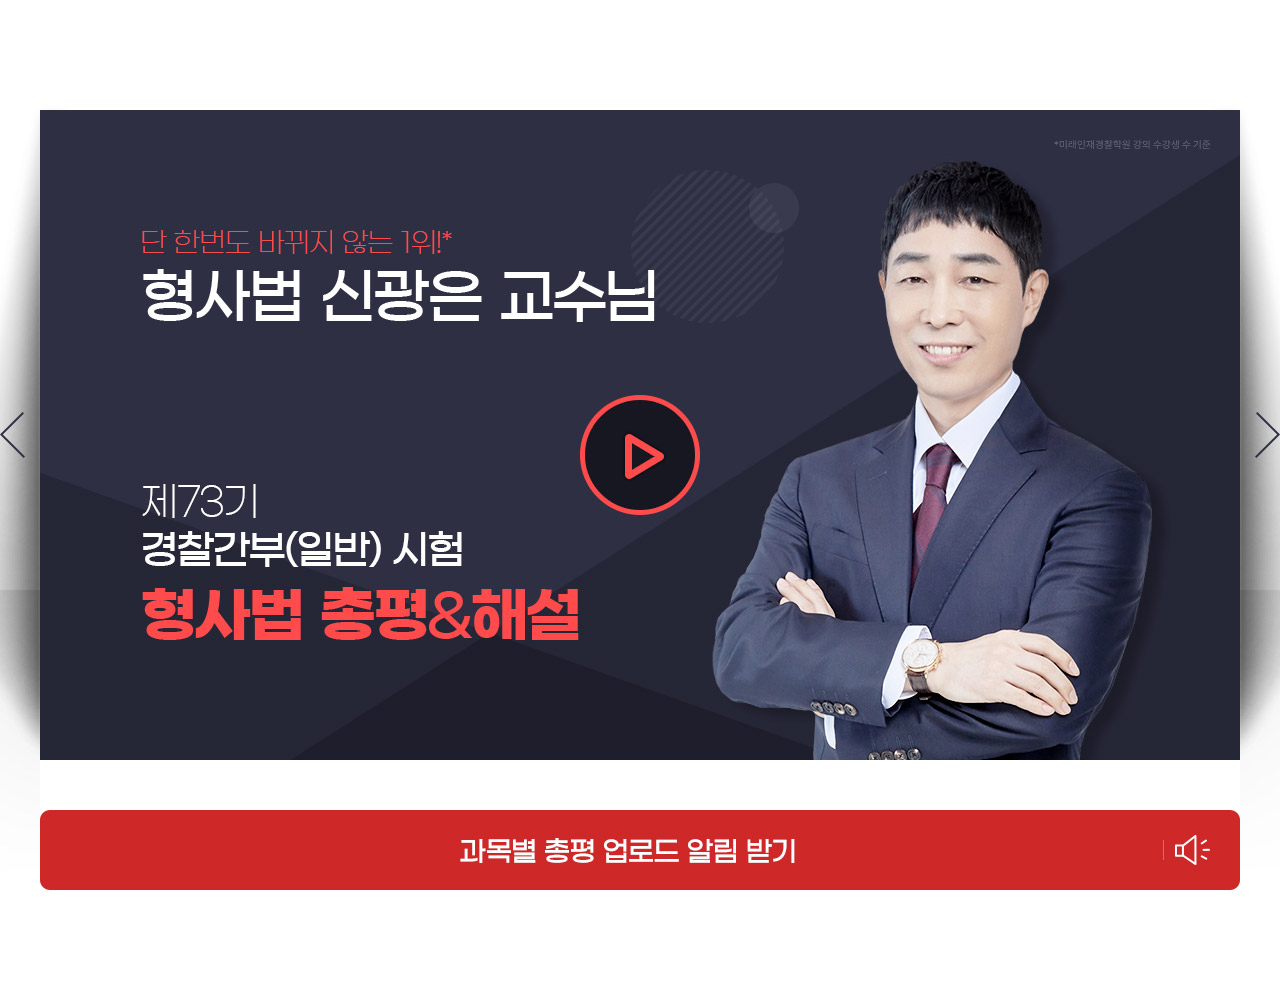 *미래인재경찰학원 강의 수강생 수 기준
단 한번도 바뀌지 않는 1위!*
형사법 신광은 교수님
제73기
경찰간부(일반) 시험
형사법 총평&해설
과목별 총평 업로드 알림 받기